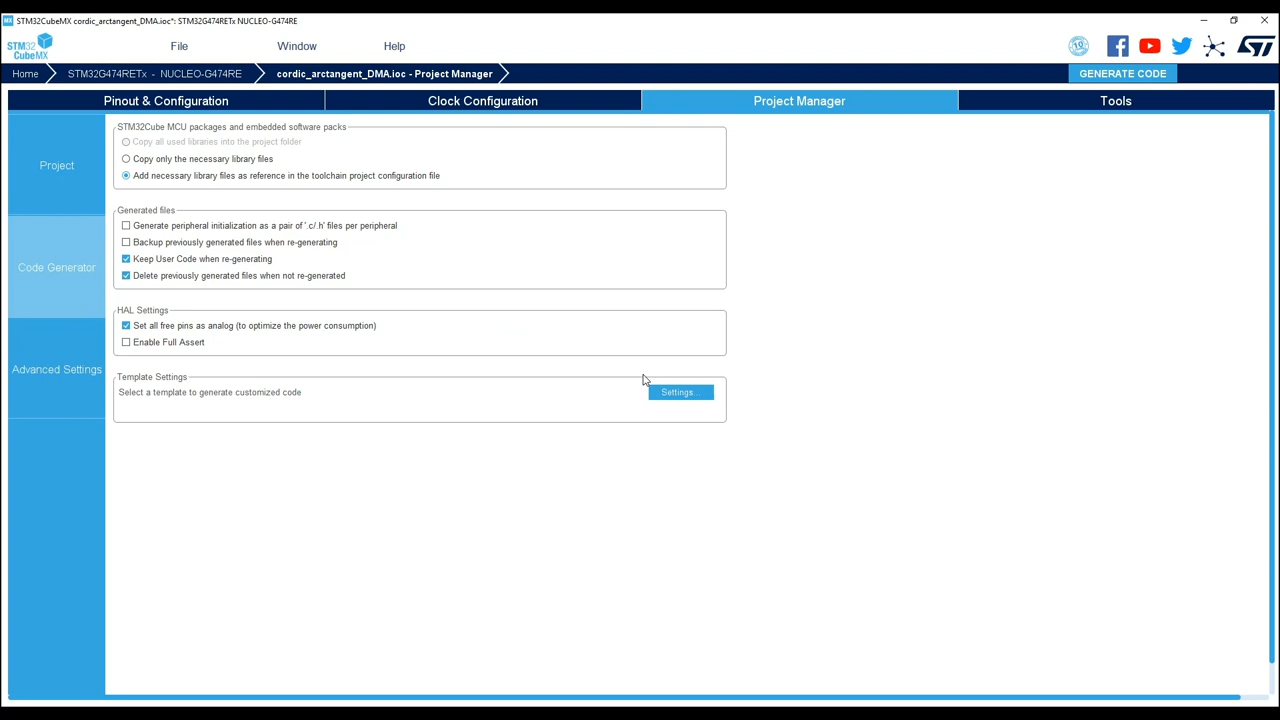 MX STM32CubeMX cordic_arctangent_DMA.ioc*: STM32G474RETx NUCLEO-G474RE
STM32
CubeMX
File Window Help
10
Home STM32G474RETx - NUCLEO-G474RE cordic_arctangent_DMA.ioc - Project Manager GENERATE CODE
Pinout & Configuration Clock Configuration Project Manager Tools
Project
Code Generator
Advanced Settings
STM32Cube MCU packages and embedded software packs
Copy all used libraries into the project folder
Copy only the necessary library files
Add necessary library files as reference in the toolchain project configuration file
Generated files
Generate peripheral initialization as a pair of '.c/.h' files per peripheral
Backup previously generated files when re-generating
Keep User Code when re-generating
Delete previously generated files when not re-generated
HAL Settings
Set all free pins as analog (to optimize the power consumption)
Enable Full Assert
Template Settings
Select a template to generate customized code
Settings...